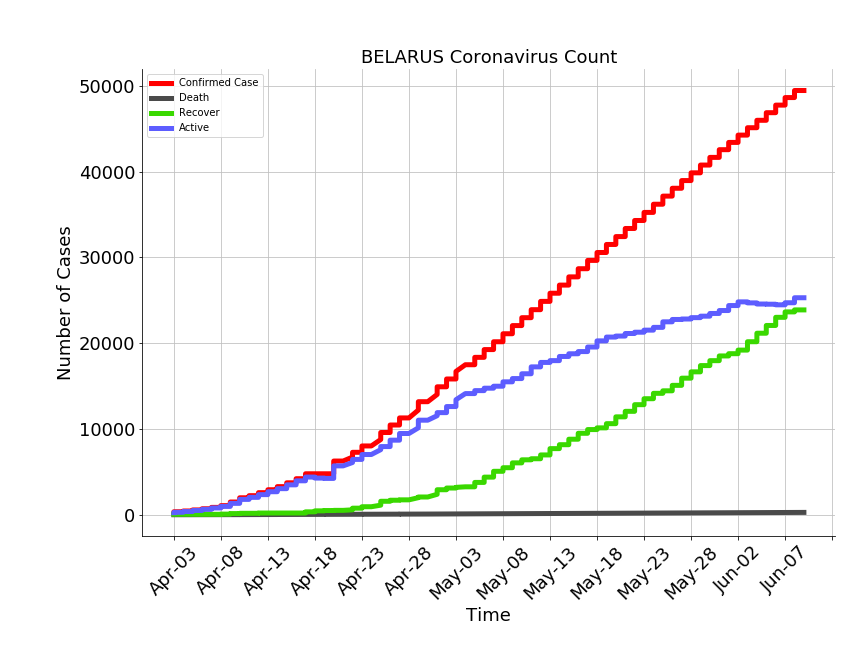 BELARUS Coronavirus Count
Confirmed Case
Death
Recover
Active
50000
40000
30000
20000
10000
0
Number of Cases
Apr-03
Apr-08
Apr-13
Apr-18
Apr-23
Apr-28
May-03
May-08
May-13
May-18
May-23
May-28
Jun-02
Jun-07
Time